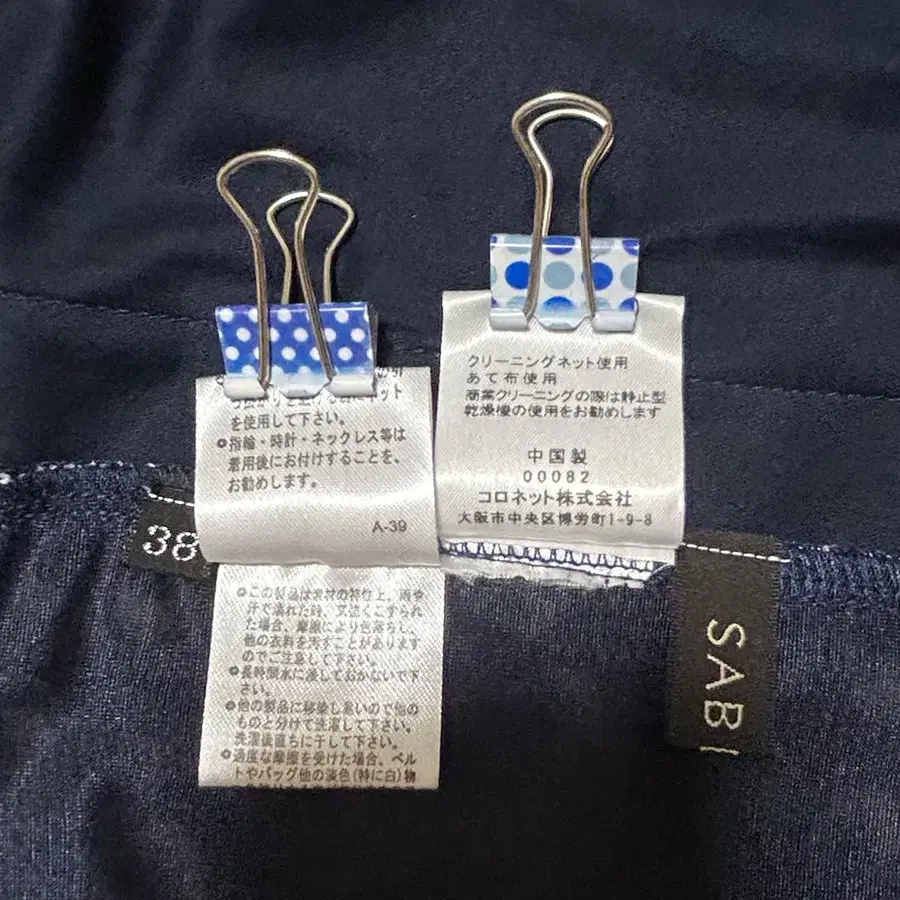 を使用して下さい。
●指輪・時計・ネックレス等は
着用後にお付けすることを、
お勧めします。
A-39
38
●この製品は素材の特性上、雨や
汗で濡れた時、又強くこすられ
た場合、摩擦により色落ちし、
他の衣料を汚すことがあります
のでご注意して下さい。
●長時間水に浸しておかないで下
さい。
●他の製品に移染し易いので他の
ものと分けて洗濯して下さい。
洗濯後直ちに干して下さい。
●過度な摩擦を受けた場合、ベル
トやバッグ他の淡色(特に白)物
クリーニングネット使用
あて布使用
商業クリーニングの際は静止型
乾燥機の使用をお勧めします
中国製
00082
コロネット株式会社
大阪市中央区博労町1-9-8
SABI